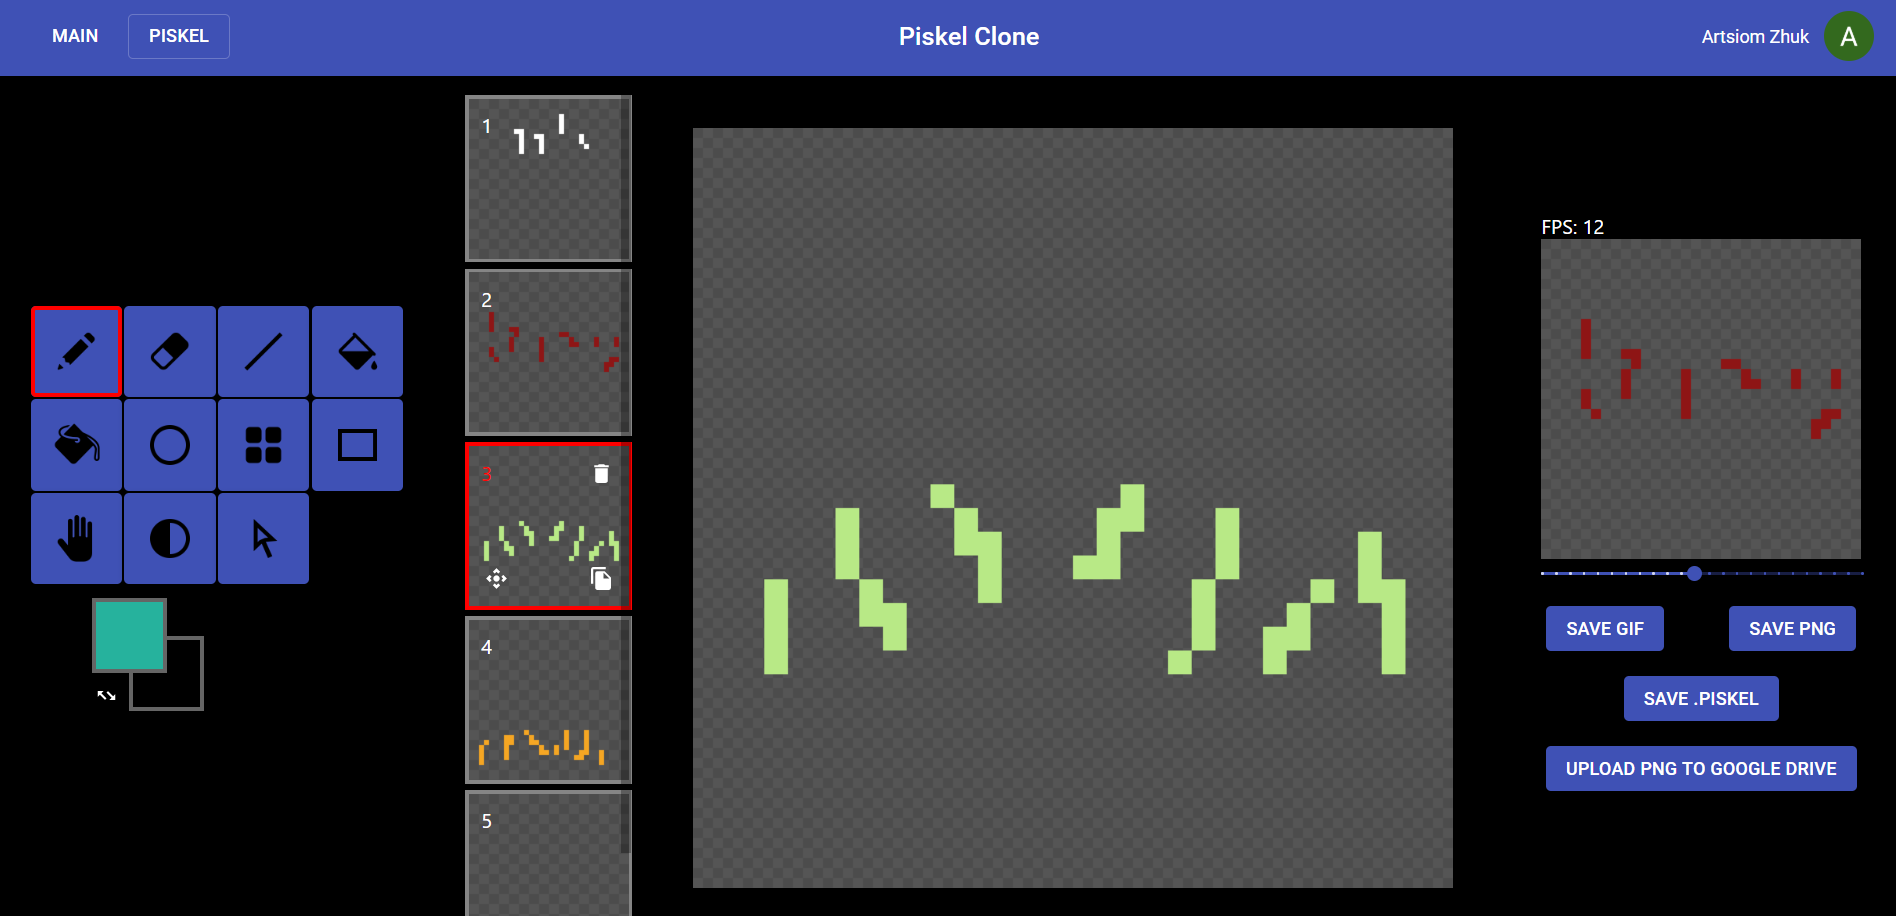 MAIN
PISKEL
Piskel Clone
Artsiom Zhuk
A
1
2
3
4
5
FPS: 12
SAVE GIF
SAVE PNG
SAVE .PISKEL
UPLOAD PNG TO GOOGLE DRIVE